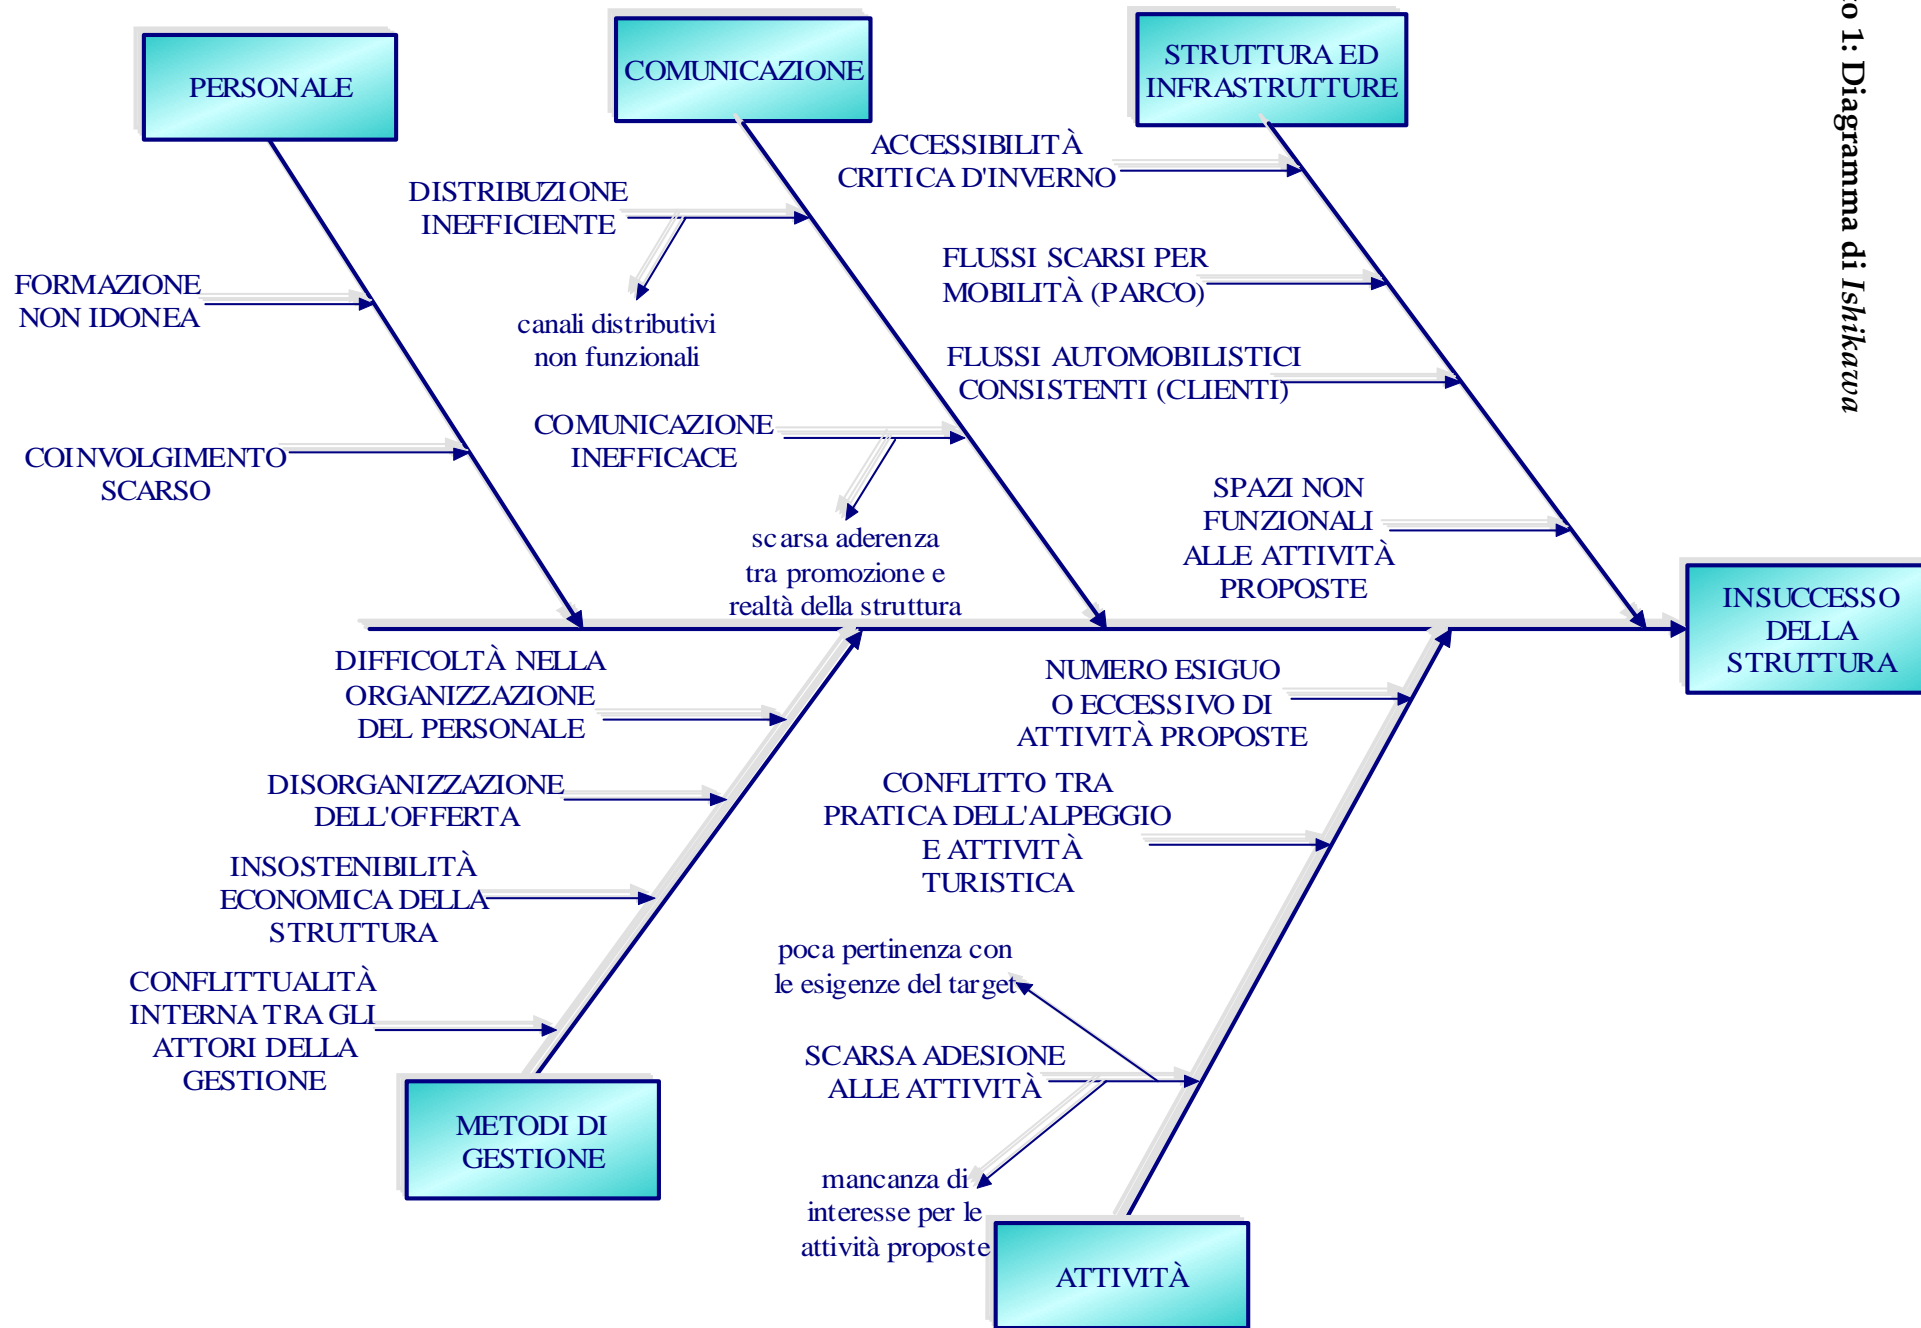 1: Diagramma di Ishikawa
PERSONALE
COMUNICAZIONE
STRUTTURA ED
INFRASTRUTTURE
FORMAZIONE
NON IDONEA
COINVOLGIMENTO
SCARSO
DISTRIBUZIONE
INEFFICIENTE
canali distributivi
non funzionali
COMUNICAZIONE
INEFFICACE
scarsa aderenza
tra promozione e
realtà della struttura
ACCESSIBILITÀ
CRITICA D'INVERNO
FLUSSI SCARSI PER
MOBILITÀ (PARCO)
FLUSSI AUTOMOBILISTICI
CONSISTENTI (CLIENTI)
SPAZI NON
FUNZIONALI
ALLE ATTIVITÀ
PROPOSTE
INSUCCESSO
DELLA
STRUTTURA
DIFFICOLTÀ NELLA
ORGANIZZAZIONE
DEL PERSONALE
DISORGANIZZAZIONE
DELL'OFFERTA
INSOSTENIBILITÀ
ECONOMICA DELLA
STRUTTURA
CONFLITTUALITÀ
INTERNA TRA GLI
ATTORI DELLA
GESTIONE
METODI DI
GESTIONE
NUMERO ESIGUO
O ECCESSIVO DI
ATTIVITÀ PROPOSTE
CONFLITTO TRA
PRATICA DELL'ALPEGGIO
E ATTIVITÀ
TURISTICA
poca pertinenza con
le esigenze del target
SCARSA ADESIONE
ALLE ATTIVITÀ
mancanza di
interesse per le
attività proposte
ATTIVITÀ